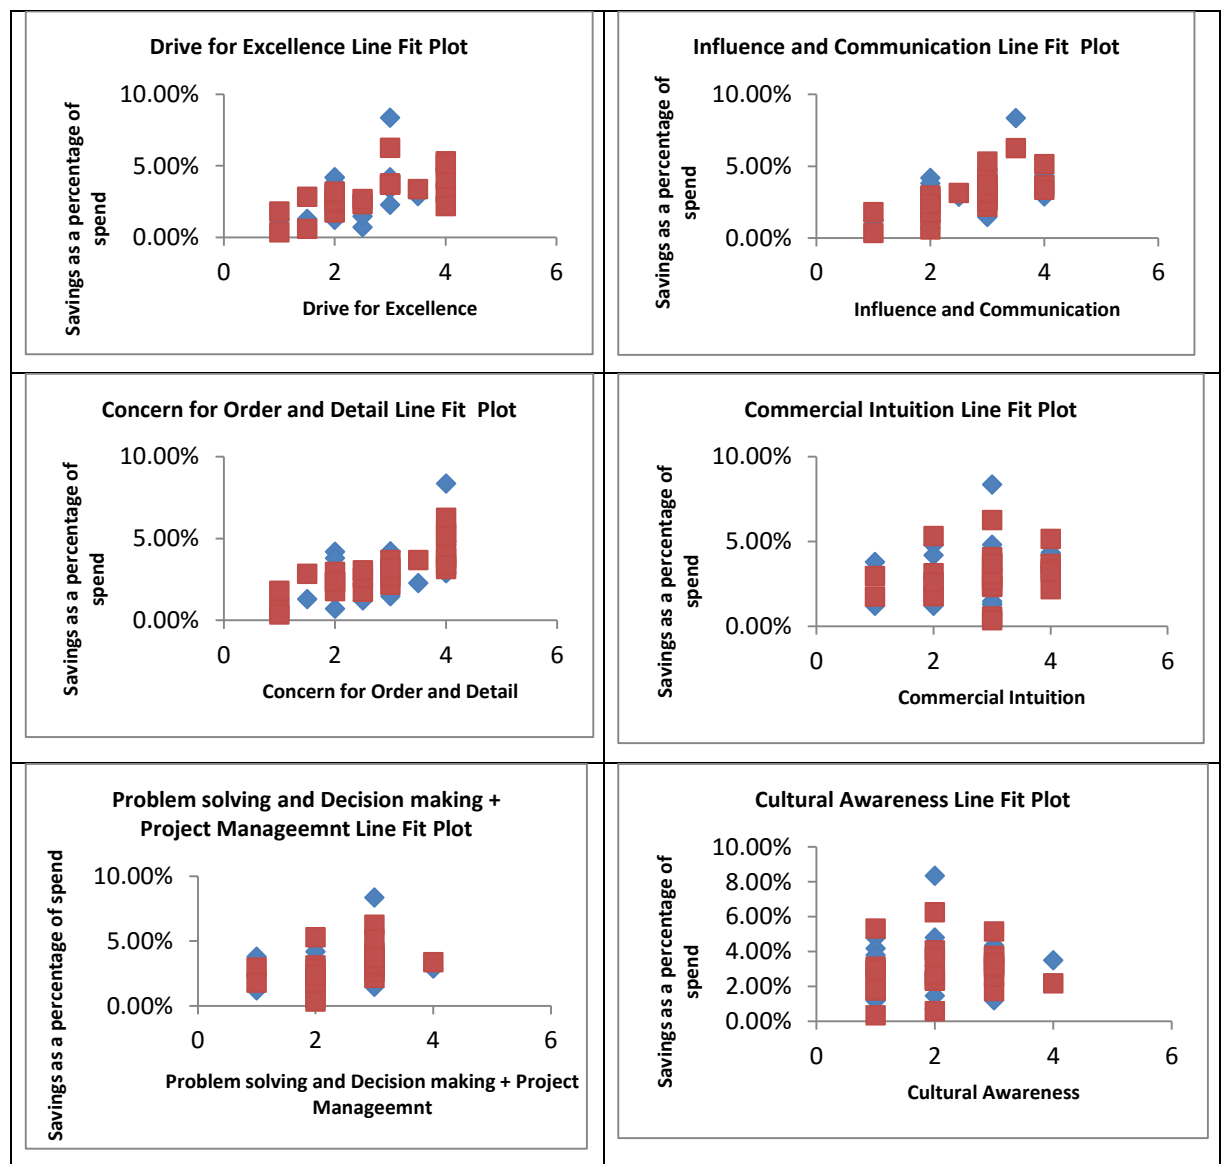 Drive for Excellence Line Fit Plot
Savings as a percentage of
spend
10.00%
5.00%
0.00%
0 2 4 6
Drive for Excellence
Influence and Communication Line Fit  Plot
Savings as a percentage of
spend
10.00%
5.00%
0.00%
0 2 4 6
Influence and Communication
Concern for Order and Detail Line Fit  Plot
Savings as a percentage of
spend
10.00%
5.00%
0.00%
0 2 4 6
Concern for Order and Detail
Commercial Intuition Line Fit Plot
Savings as a percentage of
spend
10.00%
5.00%
0.00%
0 2 4 6
Commercial Intuition
Problem solving and Decision making +
Project Manageemnt Line Fit Plot
Savings as a percentage of spend
10.00%
5.00%
0.00%
0 2 4 6
Problem solving and Decision making + Project
Manageemnt
Cultural Awareness Line Fit Plot
Savings as a percentage of
spend
10.00%
8.00%
6.00%
4.00%
2.00%
0.00%
0 2 4 6
Cultural Awareness